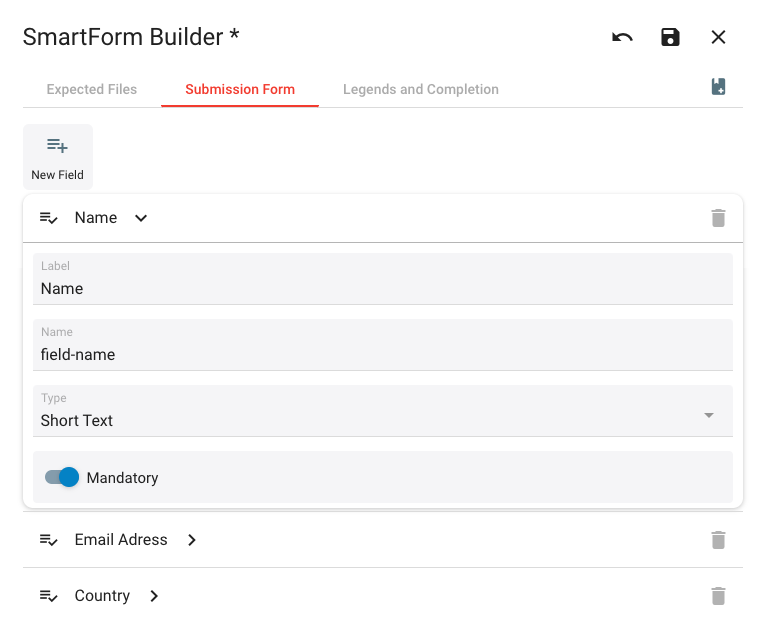 SmartForm Builder *
Expected Files Submission Form Legends and Completion
New Field
Name
Label
Name
Name
field-name
Type
Short Text
Mandatory
Email Adress
Country